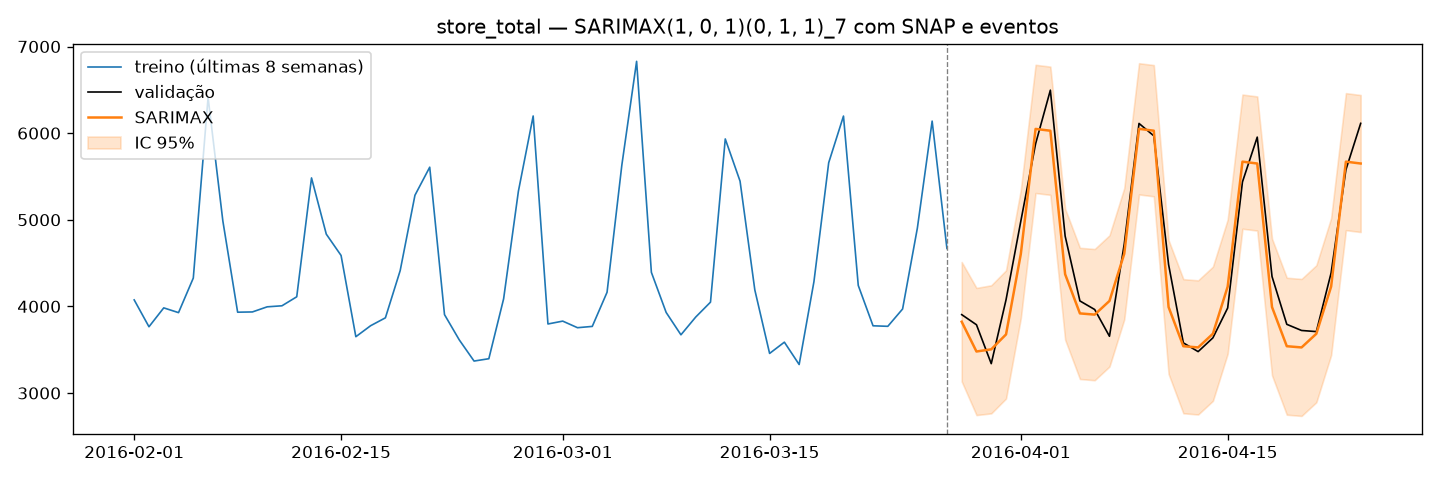 store_total — SARIMAX(1, 0, 1)(0, 1, 1)_7 com SNAP e eventos
7000
6000
5000
4000
3000
treino (últimas 8 semanas)
validação
SARIMAX
IC 95%
2016-02-01
2016-02-15
2016-03-01
2016-03-15
2016-04-01
2016-04-15